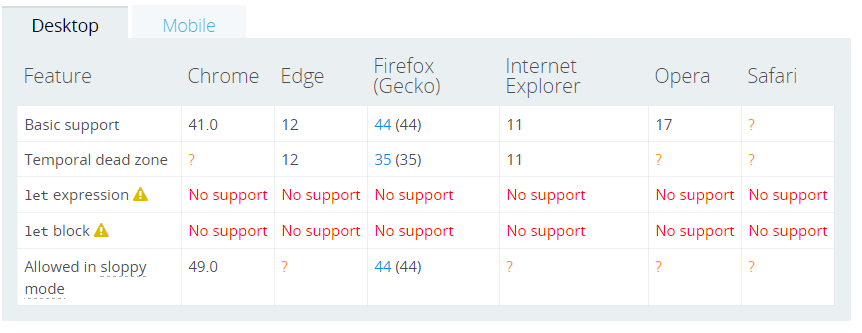 Desktop Mobile
Feature Chrome Edge Firefox (Gecko) Internet Explorer Opera Safari
Basic support 41.0 12 44 (44) 11 17 ?
Temporal dead zone ? 12 35 (35) 11 ? ?
let expression No support No support No support No support No support No support
let block No support No support No support No support No support No support
Allowed in sloppy mode 49.0 ? 44 (44) ? ? ?